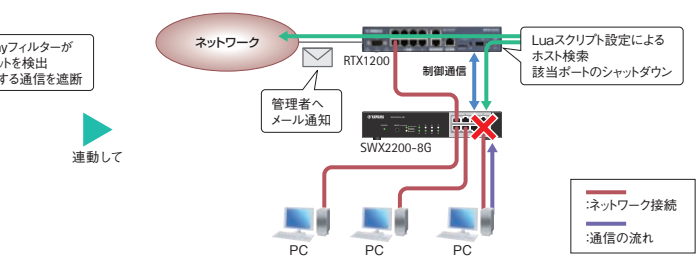 yフィルターが
ットを検出
する通信を遮断
連動して
ネットワーク
RTX1200
制御通信
Luaスクリプト設定による
ホスト検索
該当ポートのシャットダウン
管理者へ
メール通知
YAMAHA
SWX2200-8G
PC
PC
PC
:ネットワーク接続
:通信の流れ